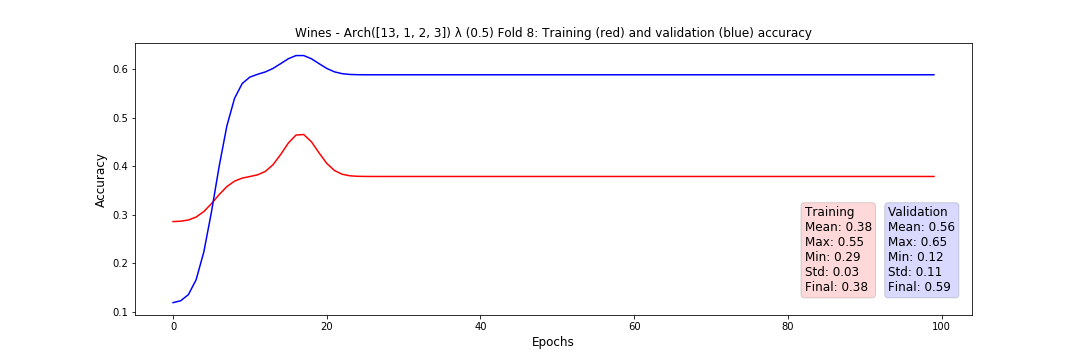 Wines - Arch([13, 1, 2, 3]) λ (0.5) Fold 8: Training (red) and validation (blue) accuracy
Accuracy
0.6
0.5
0.4
0.3
0.2
0.1
Training
Mean: 0.38
Max: 0.55
Min: 0.29
Std: 0.03
Final: 0.38
Validation
Mean: 0.56
Max: 0.65
Min: 0.12
Std: 0.11
Final: 0.59
0
20
40
60
80
100
Epochs